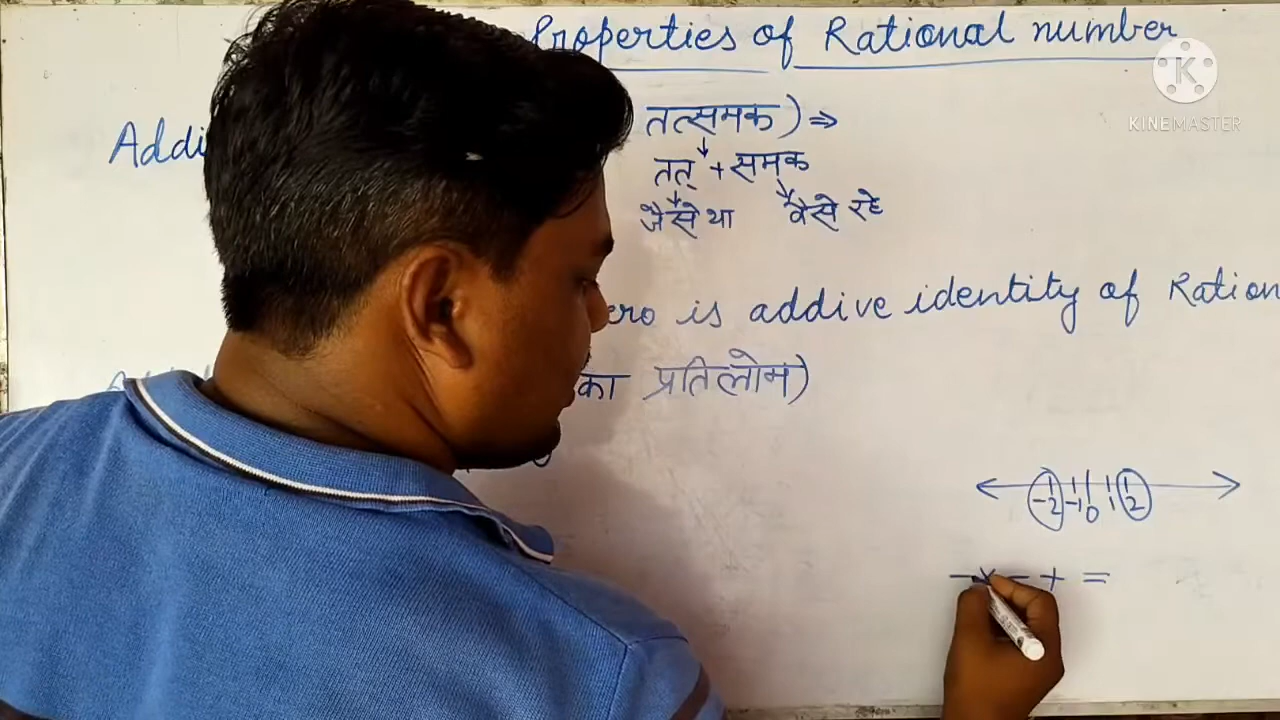 Properties of Rational number
K
KINEMASTER
Addi तत्समक) ⇒
तत् + समक
जैसे था वैसे रहे
ero is addive identity of Ration
का प्रतिलोम)
-2 -1 0 1 2
- × - + =